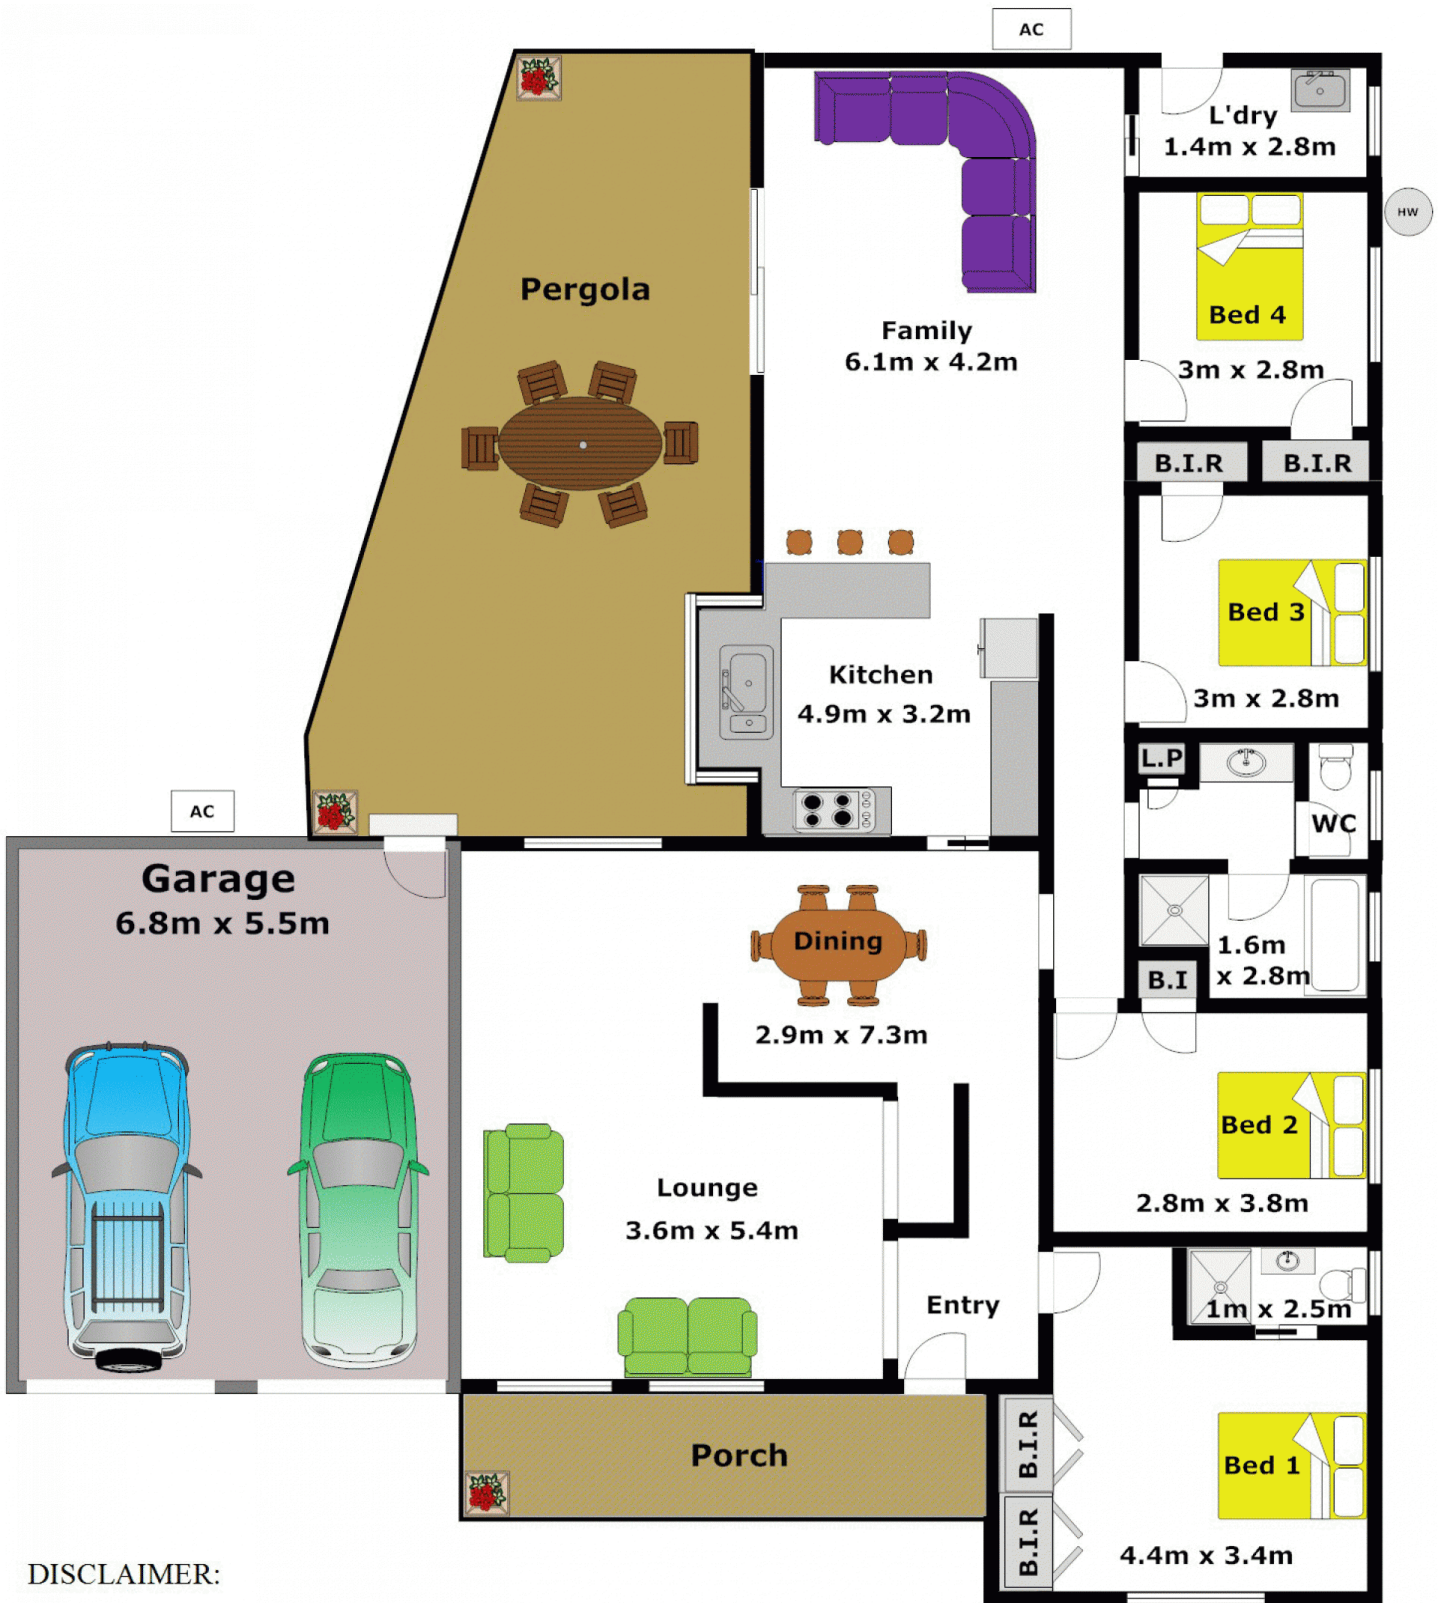 AC
L'dry
1.4m x 2.8m
HW
Pergola
Family
6.1m x 4.2m
Bed 4
3m x 2.8m
B.I.R
B.I.R
Bed 3
3m x 2.8m
Kitchen
4.9m x 3.2m
L.P
WC
AC
Garage
6.8m x 5.5m
Dining
2.9m x 7.3m
1.6m
x 2.8m
B.I
Bed 2
2.8m x 3.8m
Lounge
3.6m x 5.4m
Entry
1m x 2.5m
Porch
B.I.R
B.I.R
Bed 1
4.4m x 3.4m
DISCLAIMER: